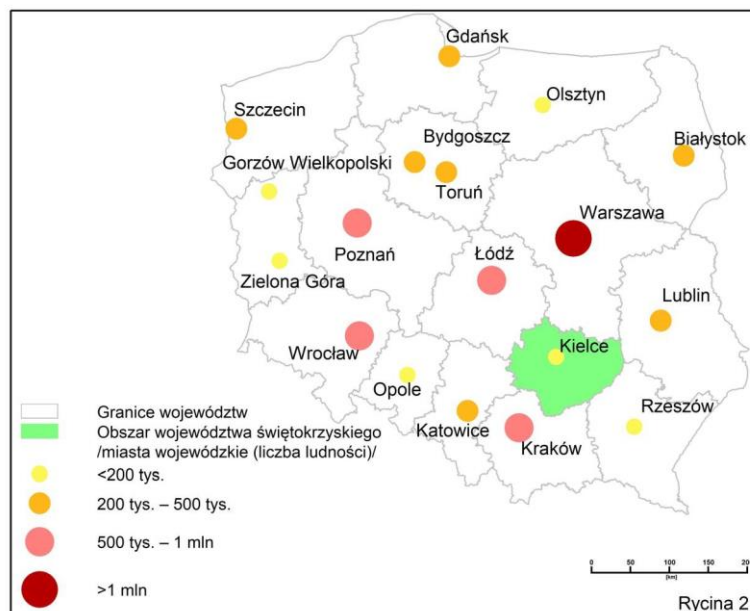 Gdańsk
Olsztyn
Szczecin
Bydgoszcz
Białystok
Gorzów Wielkopolski
Toruń
Warszawa
Poznań
Łódź
Zielona Góra
Lublin
Wrocław
Kielce
Opole
Rzeszów
Katowice
Kraków
Granice województw
Obszar województwa świętokrzyskiego
/miasta wojewódzkie (liczba ludności)/
<200 tys.
200 tys. – 500 tys.
500 tys. – 1 mln
>1 mln
0 50 100 150 20
[km]
Rycina 2